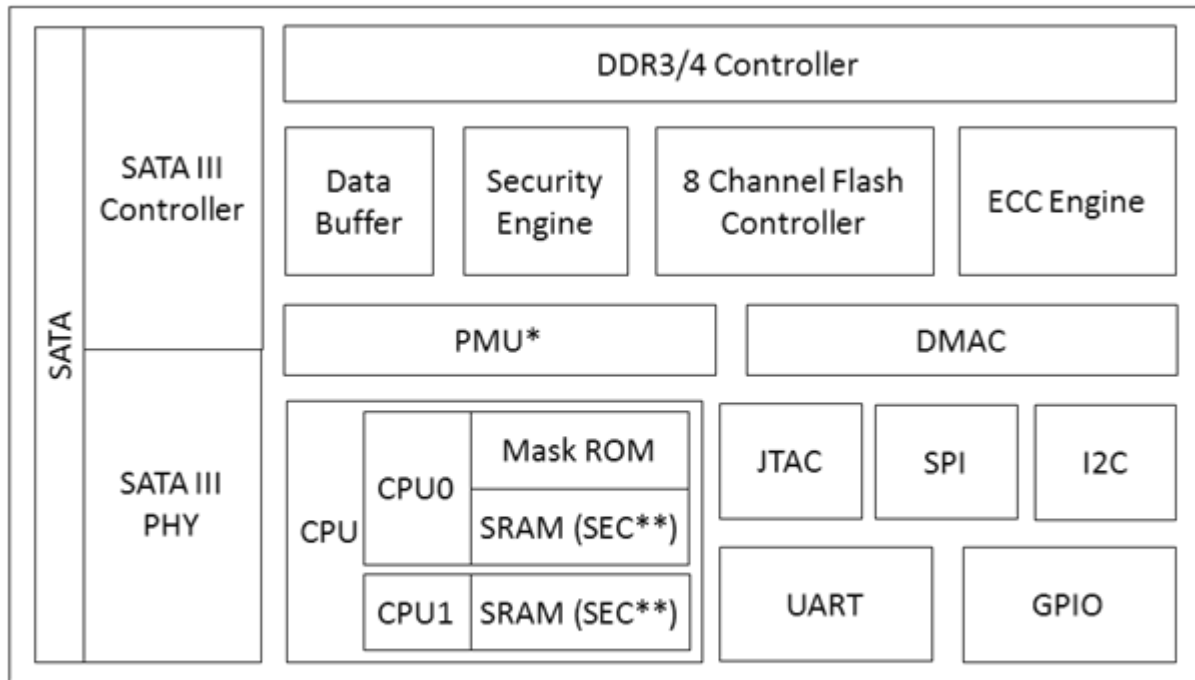 DDR3/4 Controller
SATA
SATA III
Controller
Data
Buffer
Security
Engine
8 Channel Flash
Controller
ECC Engine
PMU*
DMAC
SATA III
PHY
CPU
CPU0
Mask ROM
SRAM (SEC**)
CPU1
SRAM (SEC**)
JTAC
SPI
I2C
UART
GPIO